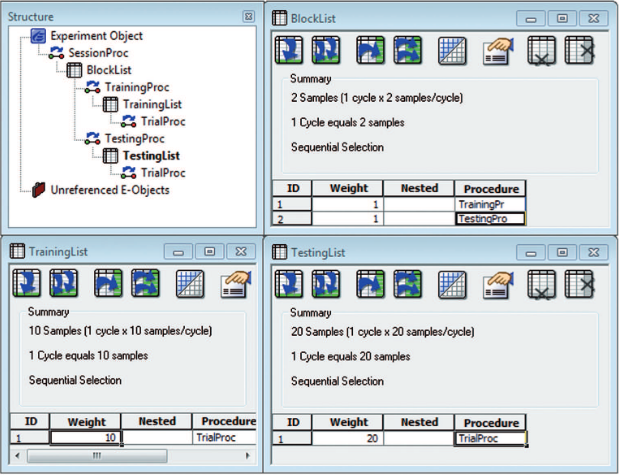 Structure
Experiment Object
SessionProc
BlockList
TrainingProc
TrainingList
TrialProc
TestingProc
TestingList
TrialProc
Unreferenced E-Objects
BlockList
Summary
2 Samples (1 cycle x 2 samples/cycle)
1 Cycle equals 2 samples
Sequential Selection
ID Weight Nested Procedure
1 1 TrainingPr
2 1 TestingPro
TrainingList
Summary
10 Samples (1 cycle x 10 samples/cycle)
1 Cycle equals 10 samples
Sequential Selection
ID Weight Nested Procedure
1 10 TrialProc
TestingList
Summary
20 Samples (1 cycle x 20 samples/cycle)
1 Cycle equals 20 samples
Sequential Selection
ID Weight Nested Procedure
1 20 TrialProc